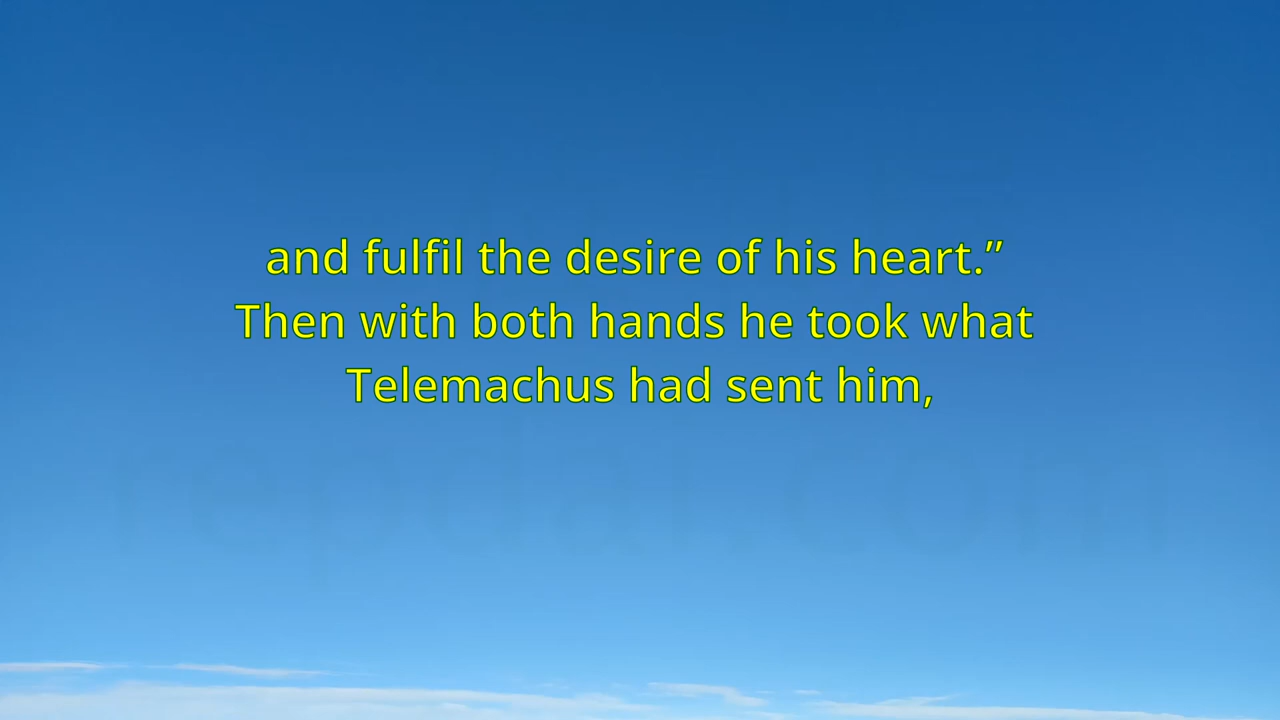 and fulfil the desire of his heart.”
Then with both hands he took what
Telemachus had sent him,